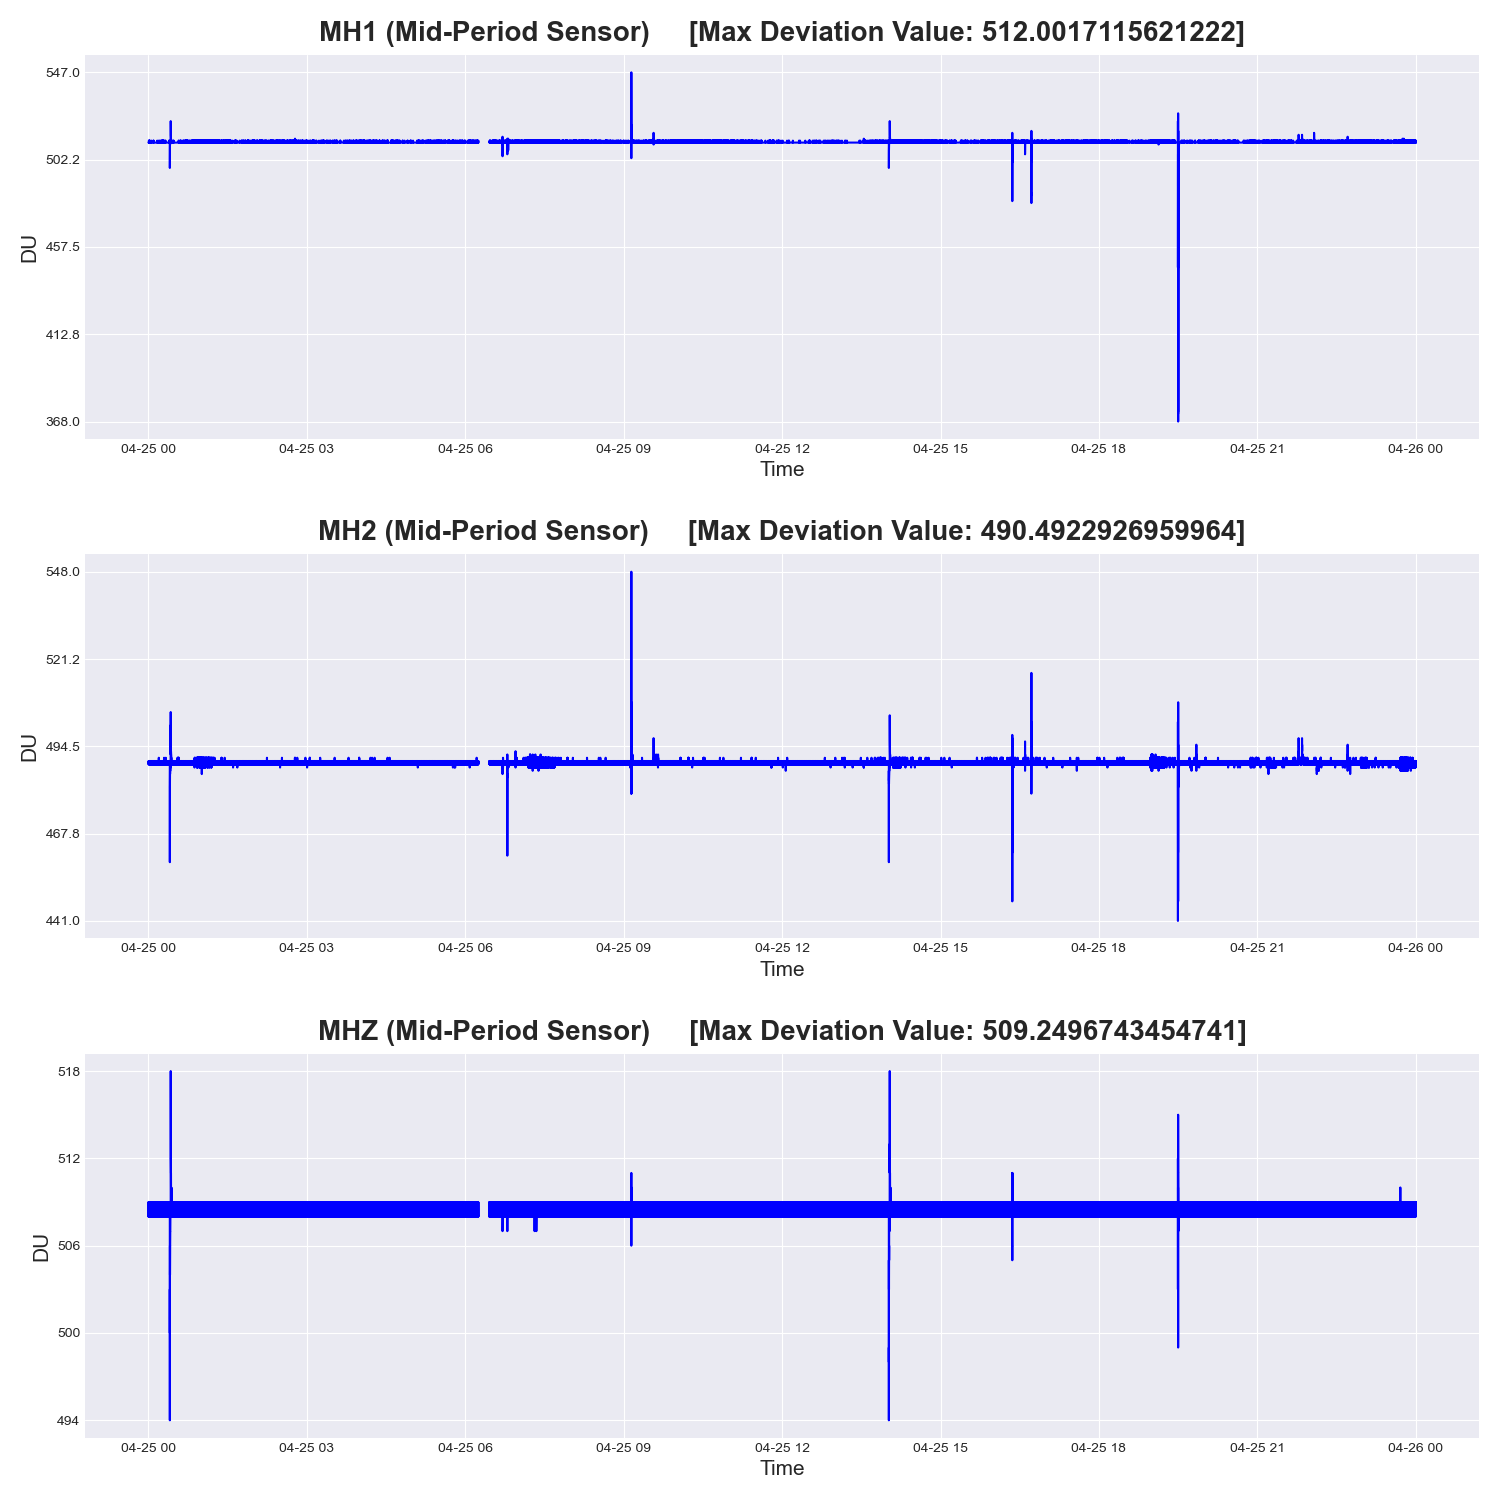 MH1 (Mid-Period Sensor) [Max Deviation Value: 512.0017115621222]
547.0
502.2
457.5
412.8
368.0
DU
04-25 00 04-25 03 04-25 06 04-25 09 04-25 12 04-25 15 04-25 18 04-25 21 04-26 00
Time
MH2 (Mid-Period Sensor) [Max Deviation Value: 490.4922926959964]
548.0
521.2
494.5
467.8
441.0
DU
04-25 00 04-25 03 04-25 06 04-25 09 04-25 12 04-25 15 04-25 18 04-25 21 04-26 00
Time
MHZ (Mid-Period Sensor) [Max Deviation Value: 509.2496743454741]
518
512
506
500
494
DU
04-25 00 04-25 03 04-25 06 04-25 09 04-25 12 04-25 15 04-25 18 04-25 21 04-26 00
Time